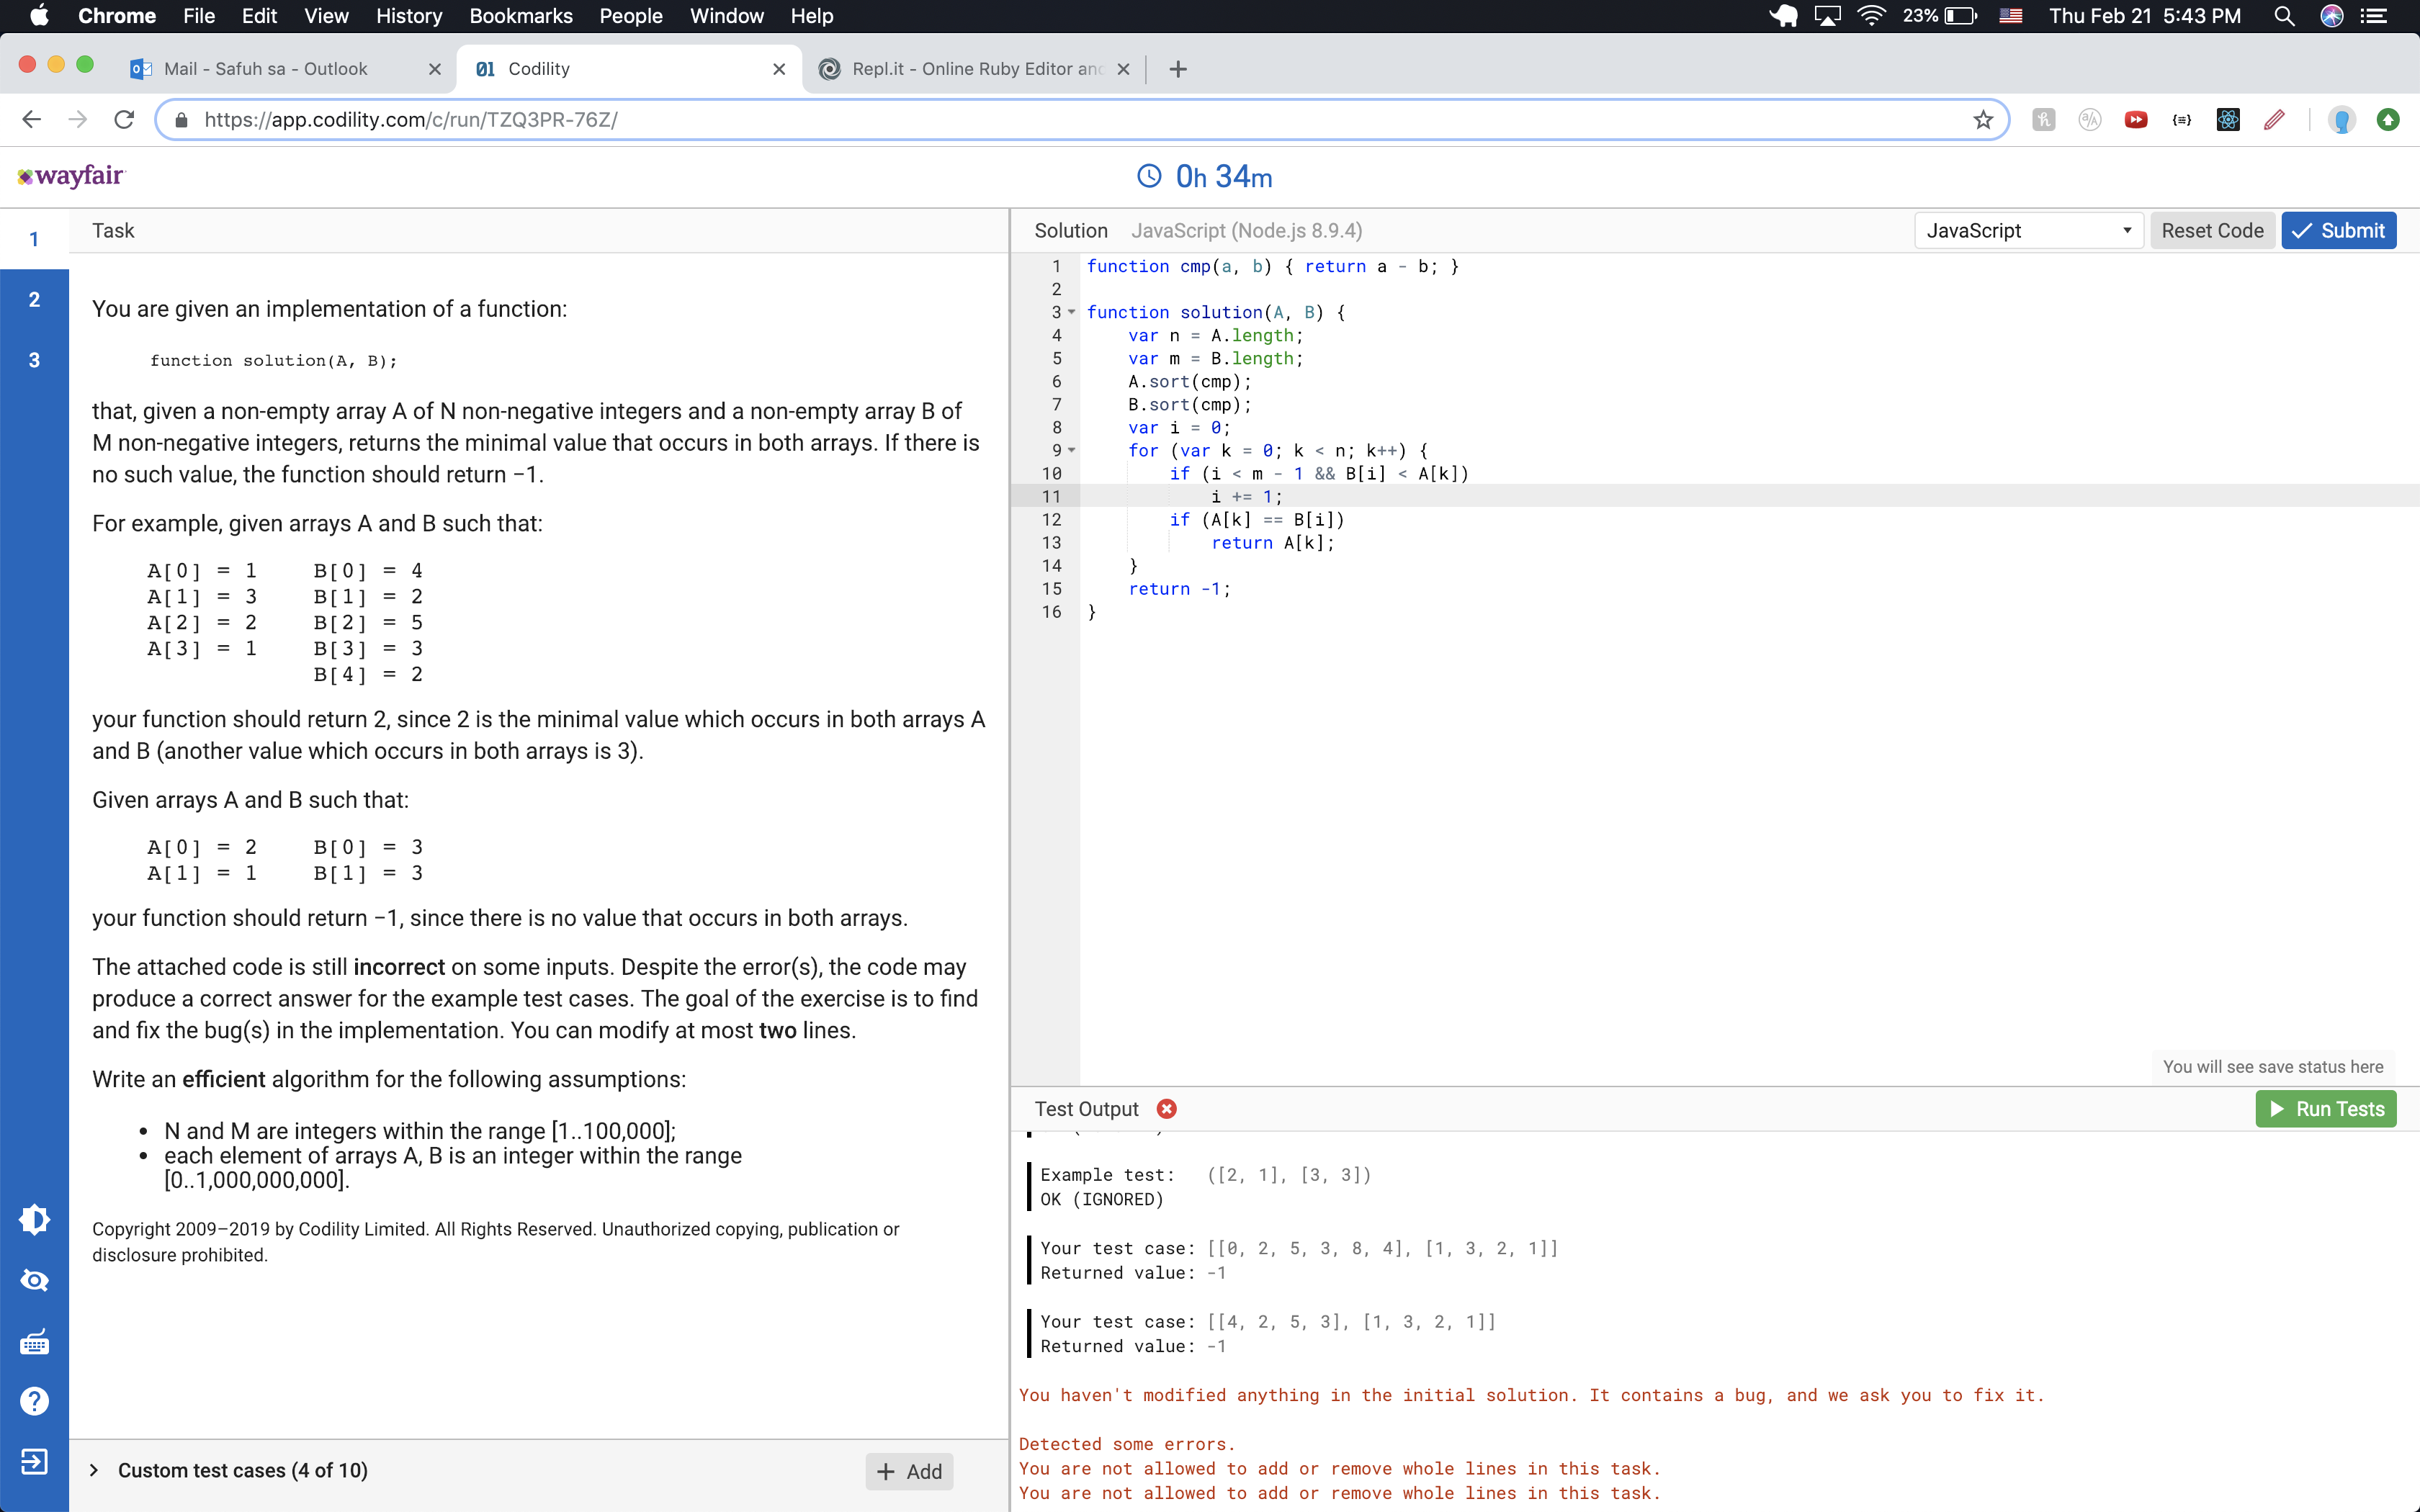 Chrome File Edit View History Bookmarks People Window Help 23% Thu Feb 21 5:43 PM
Mail - Safuh sa - Outlook
Codility
Repl.it - Online Ruby Editor and
https://app.codility.com/c/run/TZQ3PR-76Z/
wayfair
0h 34m
1
2
3
Task
You are given an implementation of a function:
function solution(A, B);
that, given a non-empty array A of N non-negative integers and a non-empty array B of
M non-negative integers, returns the minimal value that occurs in both arrays. If there is
no such value, the function should return −1.
For example, given arrays A and B such that:
A[0] = 1 B[0] = 4
A[1] = 3 B[1] = 2
A[2] = 2 B[2] = 5
A[3] = 1 B[3] = 3
B[4] = 2
your function should return 2, since 2 is the minimal value which occurs in both arrays A
and B (another value which occurs in both arrays is 3).
Given arrays A and B such that:
A[0] = 2 B[0] = 3
A[1] = 1 B[1] = 3
your function should return −1, since there is no value that occurs in both arrays.
The attached code is still incorrect on some inputs. Despite the error(s), the code may
produce a correct answer for the example test cases. The goal of the exercise is to find
and fix the bug(s) in the implementation. You can modify at most two lines.
Write an efficient algorithm for the following assumptions:
• N and M are integers within the range [1..100,000];
• each element of arrays A, B is an integer within the range
[0..1,000,000,000].
Copyright 2009–2019 by Codility Limited. All Rights Reserved. Unauthorized copying, publication or
disclosure prohibited.
Custom test cases (4 of 10)
+ Add
Solution JavaScript (Node.js 8.9.4)
JavaScript
Reset Code
Submit
1 function cmp(a, b) { return a - b; }
2
3 function solution(A, B) {
4 var n = A.length;
5 var m = B.length;
6 A.sort(cmp);
7 B.sort(cmp);
8 var i = 0;
9 for (var k = 0; k < n; k++) {
10 if (i < m - 1 && B[i] < A[k])
11 i += 1;
12 if (A[k] == B[i])
13 return A[k];
14 }
15 return -1;
16 }
You will see save status here
Test Output
Run Tests
Example test: ([2, 1], [3, 3])
OK (IGNORED)
Your test case: [[0, 2, 5, 3, 8, 4], [1, 3, 2, 1]]
Returned value: -1
Your test case: [[4, 2, 5, 3], [1, 3, 2, 1]]
Returned value: -1
You haven't modified anything in the initial solution. It contains a bug, and we ask you to fix it.
Detected some errors.
You are not allowed to add or remove whole lines in this task.
You are not allowed to add or remove whole lines in this task.